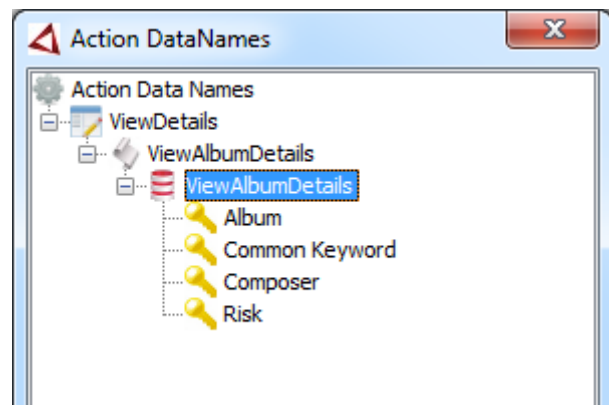 Action DataNames
Action Data Names
ViewDetails
ViewAlbumDetails
ViewAlbumDetails
Album
Common Keyword
Composer
Risk